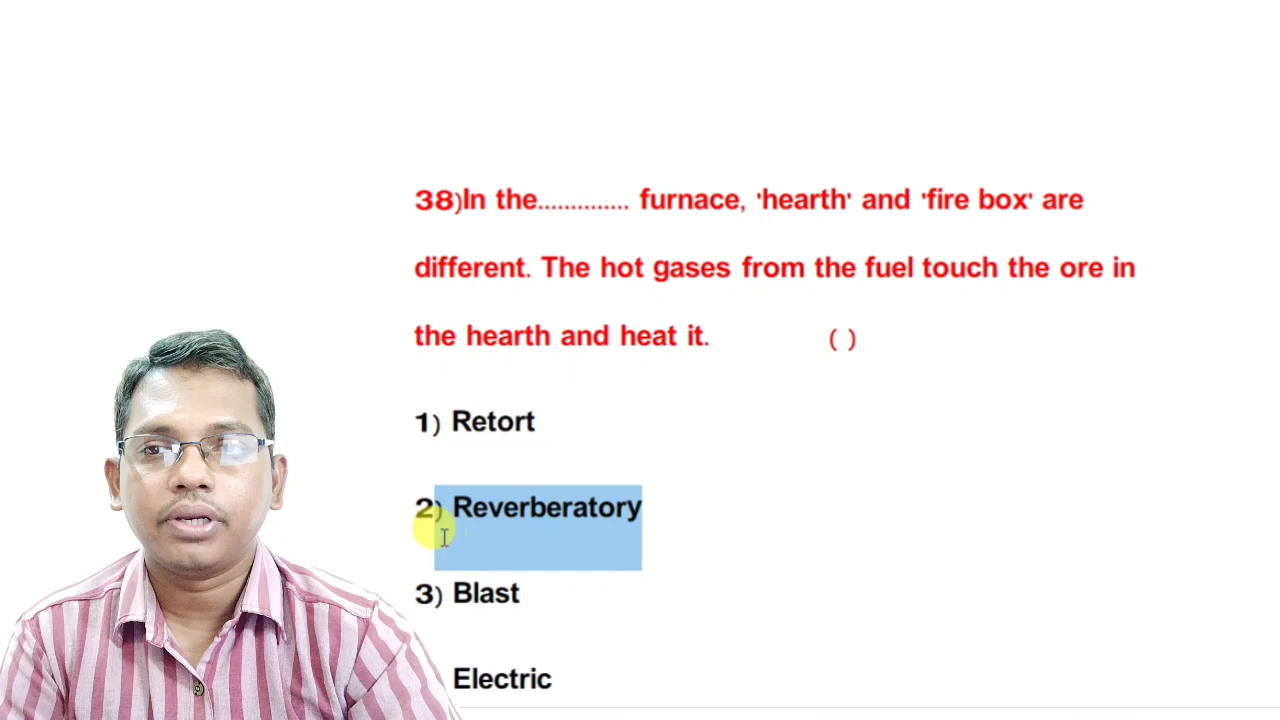 38)In the.............. furnace, 'hearth' and 'fire box' are
different. The hot gases from the fuel touch the ore in
the hearth and heat it. ( )
1) Retort
2) Reverberatory
3) Blast
Electric